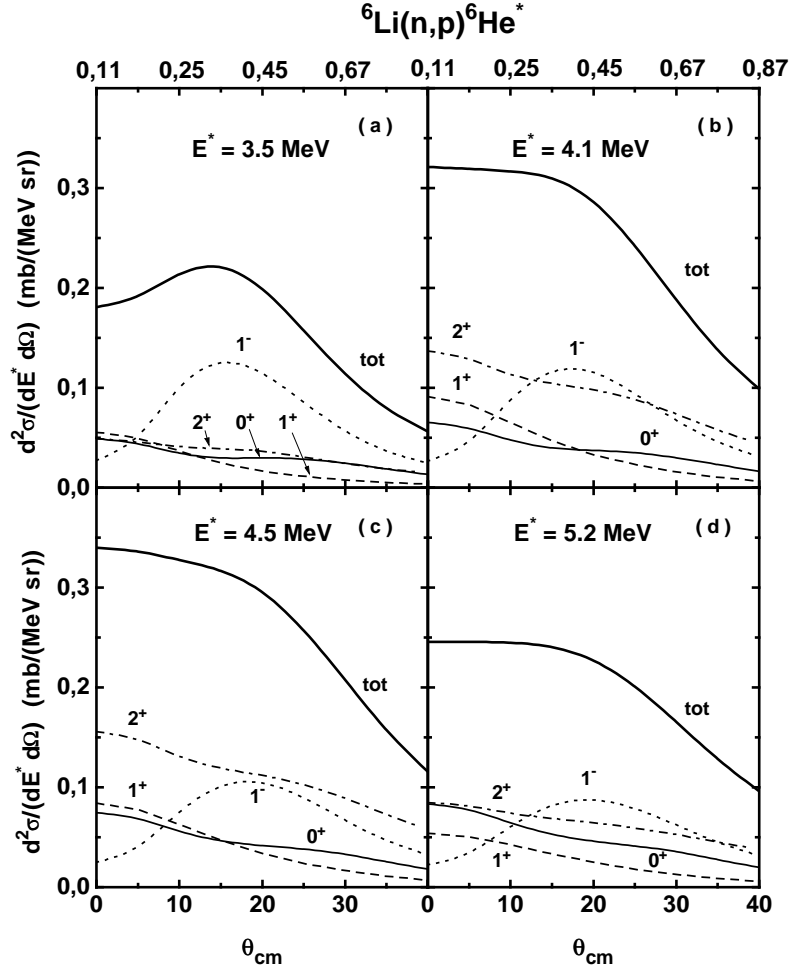 ⁶Li(n,p)⁶He*
0,11 0,25 0,45 0,67 0,11 0,25 0,45 0,67 0,87
(a)
E* = 3.5 MeV
0,3
0,2
0,1
0,0
d²σ/(dE* dΩ) (mb/(MeV sr))
tot
1⁻
2⁺ 0⁺ 1⁺
(b)
E* = 4.1 MeV
tot
2⁺
1⁻
1⁺
0⁺
(c)
E* = 4.5 MeV
0,3
0,2
0,1
0,0
d²σ/(dE* dΩ) (mb/(MeV sr))
tot
2⁺
1⁺
1⁻
0⁺
0 10 20 30
θcm
(d)
E* = 5.2 MeV
tot
2⁺
1⁻
1⁺
0⁺
0 10 20 30 40
θcm